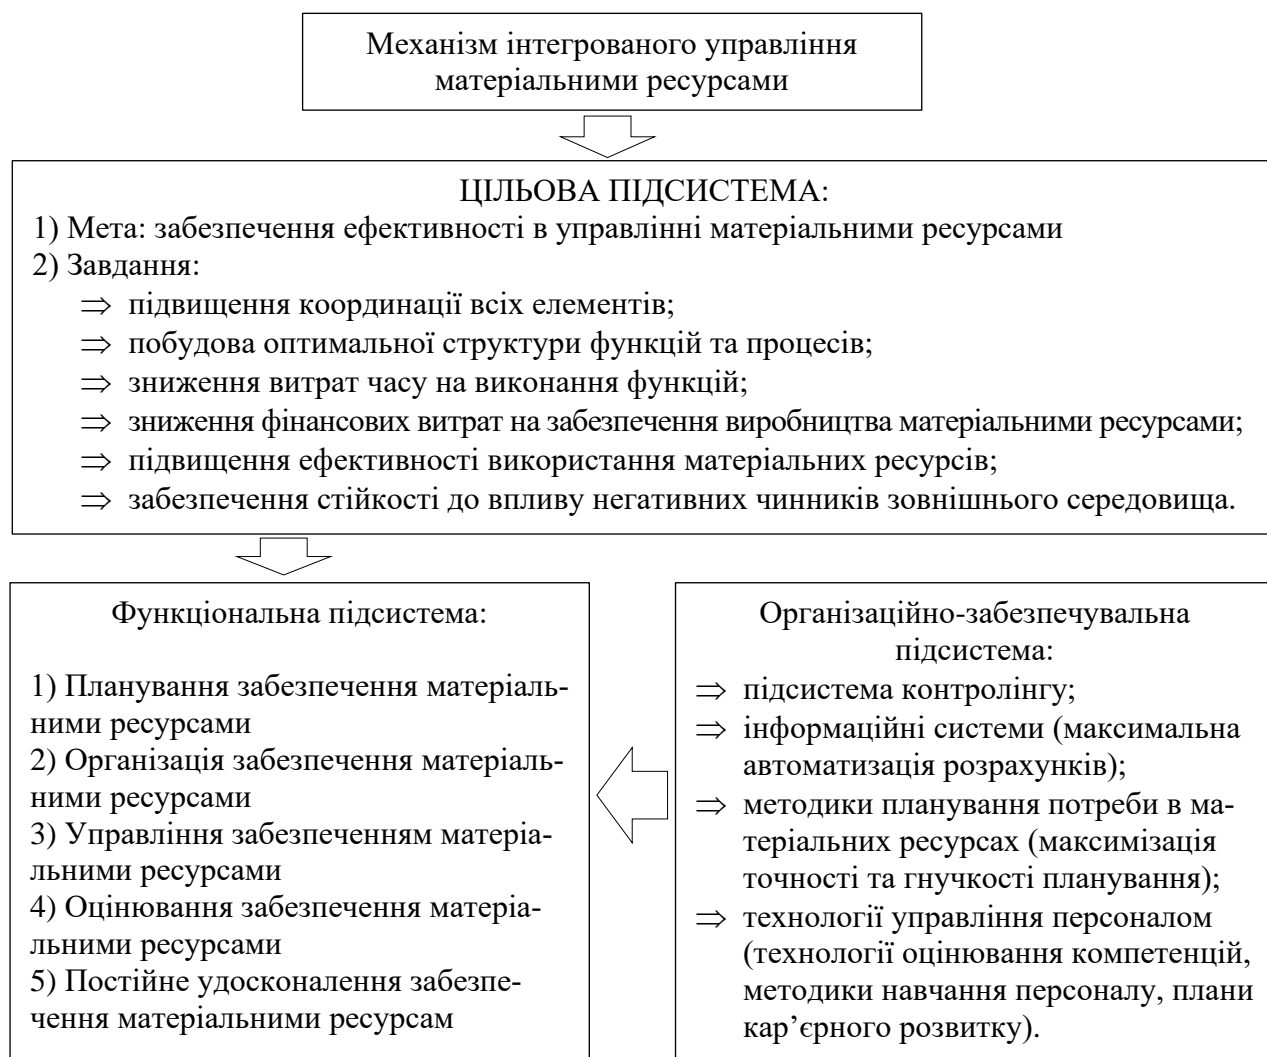 Механізм інтегрованого управління
матеріальними ресурсами
ЦІЛЬОВА ПІДСИСТЕМА:
1) Мета: забезпечення ефективності в управлінні матеріальними ресурсами
2) Завдання:
⇒ підвищення координації всіх елементів;
⇒ побудова оптимальної структури функцій та процесів;
⇒ зниження витрат часу на виконання функцій;
⇒ зниження фінансових витрат на забезпечення виробництва матеріальними ресурсами;
⇒ підвищення ефективності використання матеріальних ресурсів;
⇒ забезпечення стійкості до впливу негативних чинників зовнішнього середовища.
Функціональна підсистема:
1) Планування забезпечення матеріаль-
ними ресурсами
2) Організація забезпечення матеріаль-
ними ресурсами
3) Управління забезпеченням матеріа-
льними ресурсами
4) Оцінювання забезпечення матеріа-
льними ресурсами
5) Постійне удосконалення забезпе-
чення матеріальними ресурсам
Організаційно-забезпечувальна
підсистема:
⇒ підсистема контролінгу;
⇒ інформаційні системи (максимальна
автоматизація розрахунків);
⇒ методики планування потреби в ма-
теріальних ресурсах (максимізація
точності та гнучкості планування);
⇒ технології управління персоналом
(технології оцінювання компетенцій,
методики навчання персоналу, плани
кар’єрного розвитку).